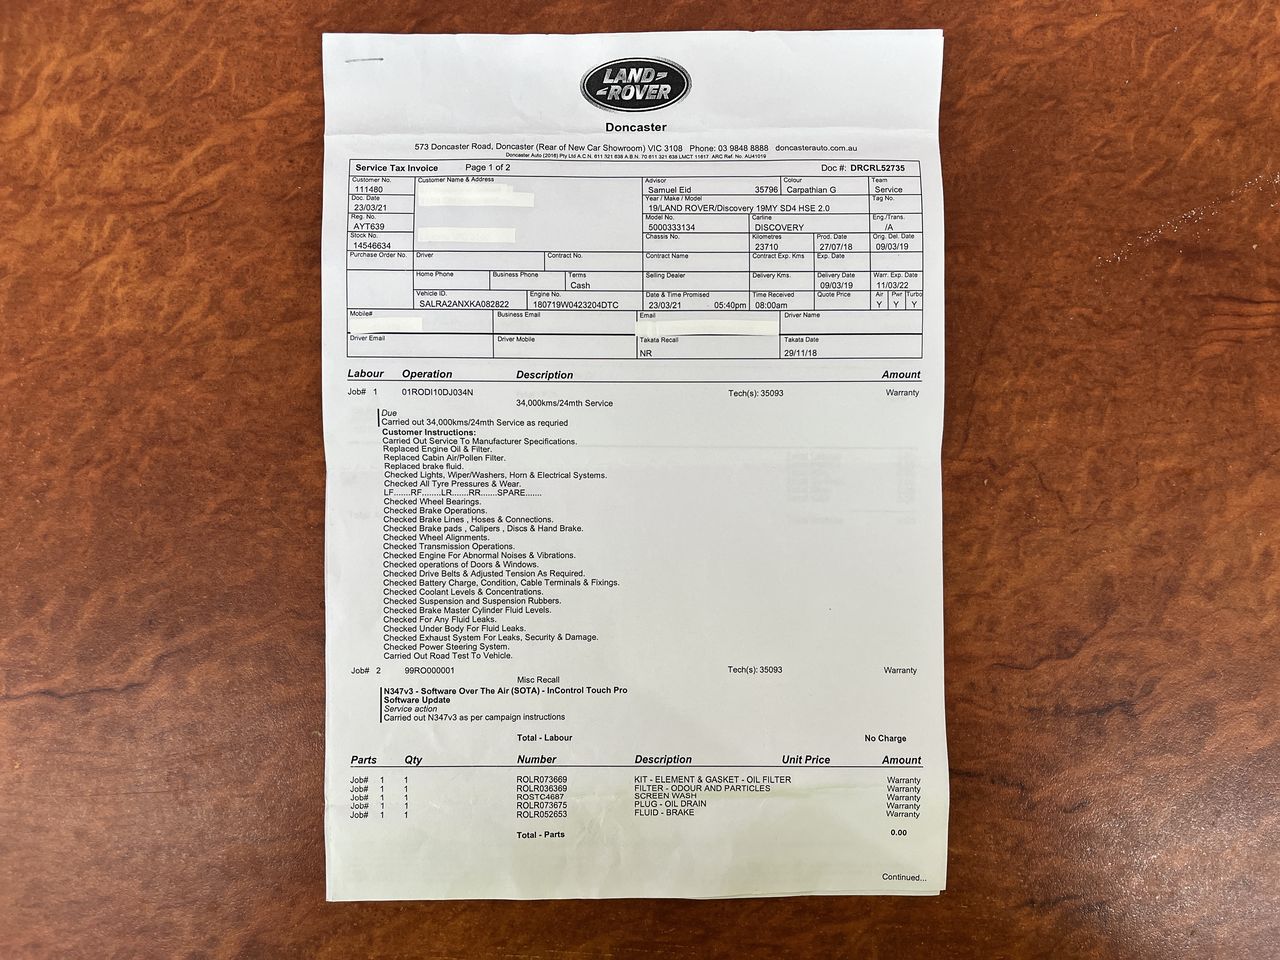 LAND-
-ROVER
Doncaster
573 Doncaster Road, Doncaster (Rear of New Car Showroom) VIC 3108 Phone: 03 9848 8888 doncasterauto.com.au
Doncaster Auto (2016) Pty Ltd A.C.N. 611 321 638 A.B.N. 70 611 321 638 LMCT 11617 ARC Ref. No. AU41019
Service Tax Invoice Page 1 of 2 Doc #: DRCRL52735
Customer No. Customer Name & Address Advisor Colour Team
111480 Samuel Eid 35796 Carpathian G Service
Doc. Date Year / Make / Model Tag No.
23/03/21 19/LAND ROVER/Discovery 19MY SD4 HSE 2.0
Reg. No. Model No. Carline Eng./Trans.
AYT639 5000333134 DISCOVERY /A
Stock No. Chassis No. Kilometres Prod. Date Orig. Del. Date
14546634 23710 27/07/18 09/03/19
Purchase Order No. Driver Contract No. Contract Name Contract Exp. Kms Exp. Date
Home Phone Business Phone Terms Selling Dealer Delivery Kms. Delivery Date Warr. Exp. Date
Cash 09/03/19 11/03/22
Vehicle ID. Engine No. Date & Time Promised Time Received Quote Price Air Pwr Turbo
SALRA2ANXKA082822 180719W0423204DTC 23/03/21 05:40pm 08:00am Y Y Y
Mobile# Business Email Email Driver Name
Driver Email Driver Mobile Takata Recall Takata Date
NR 29/11/18
Labour Operation Description Amount
Job# 1 01RODI10DJ034N Tech(s): 35093 Warranty
34,000kms/24mth Service
Due
Carried out 34,000kms/24mth Service as requried
Customer Instructions:
Carried Out Service To Manufacturer Specifications.
Replaced Engine Oil & Filter.
Replaced Cabin Air/Pollen Filter.
Replaced brake fluid.
Checked Lights, Wiper/Washers, Horn & Electrical Systems.
Checked All Tyre Pressures & Wear.
LF.......RF........LR.......RR.......SPARE.......
Checked Wheel Bearings.
Checked Brake Operations.
Checked Brake Lines , Hoses & Connections.
Checked Brake pads , Calipers , Discs & Hand Brake.
Checked Wheel Alignments.
Checked Transmission Operations.
Checked Engine For Abnormal Noises & Vibrations.
Checked operations of Doors & Windows.
Checked Drive Belts & Adjusted Tension As Required.
Checked Battery Charge, Condition, Cable Terminals & Fixings.
Checked Coolant Levels & Concentrations.
Checked Suspension and Suspension Rubbers.
Checked Brake Master Cylinder Fluid Levels.
Checked For Any Fluid Leaks.
Checked Under Body For Fluid Leaks.
Checked Exhaust System For Leaks, Security & Damage.
Checked Power Steering System.
Carried Out Road Test To Vehicle.
Job# 2 99RO000001 Tech(s): 35093 Warranty
Misc Recall
N347v3 - Software Over The Air (SOTA) - InControl Touch Pro
Software Update
Service action
Carried out N347v3 as per campaign instructions
Total - Labour No Charge
Parts Qty Number Description Unit Price Amount
Job# 1 1 ROLR073669 KIT - ELEMENT & GASKET - OIL FILTER Warranty
Job# 1 1 ROLR036369 FILTER - ODOUR AND PARTICLES Warranty
Job# 1 1 ROSTC4687 SCREEN WASH Warranty
Job# 1 1 ROLR073675 PLUG - OIL DRAIN Warranty
Job# 1 1 ROLR052653 FLUID - BRAKE Warranty
Total - Parts 0.00
Continued...